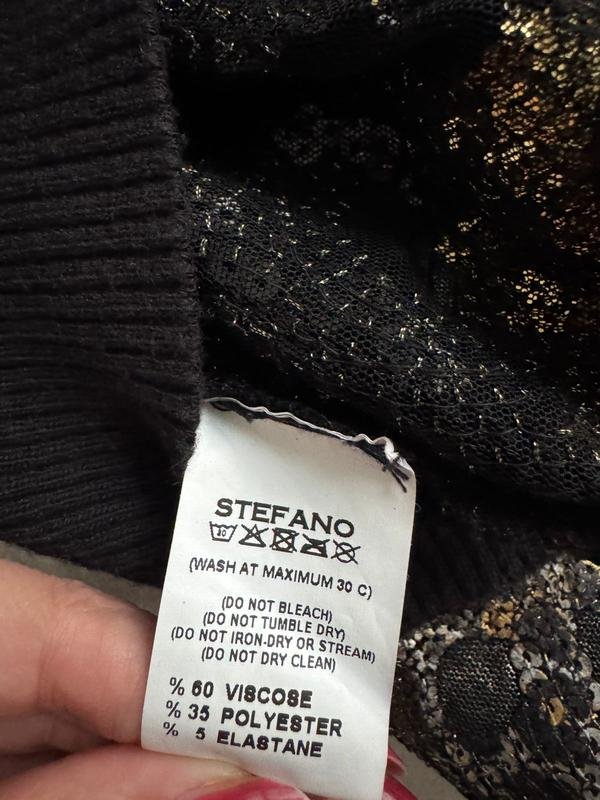 STEFANO
30
(WASH AT MAXIMUM 30 C)
(DO NOT BLEACH)
(DO NOT TUMBLE DRY)
(DO NOT IRON-DRY OR STREAM)
(DO NOT DRY CLEAN)
% 60 VISCOSE
% 35 POLYESTER
% 5 ELASTANE